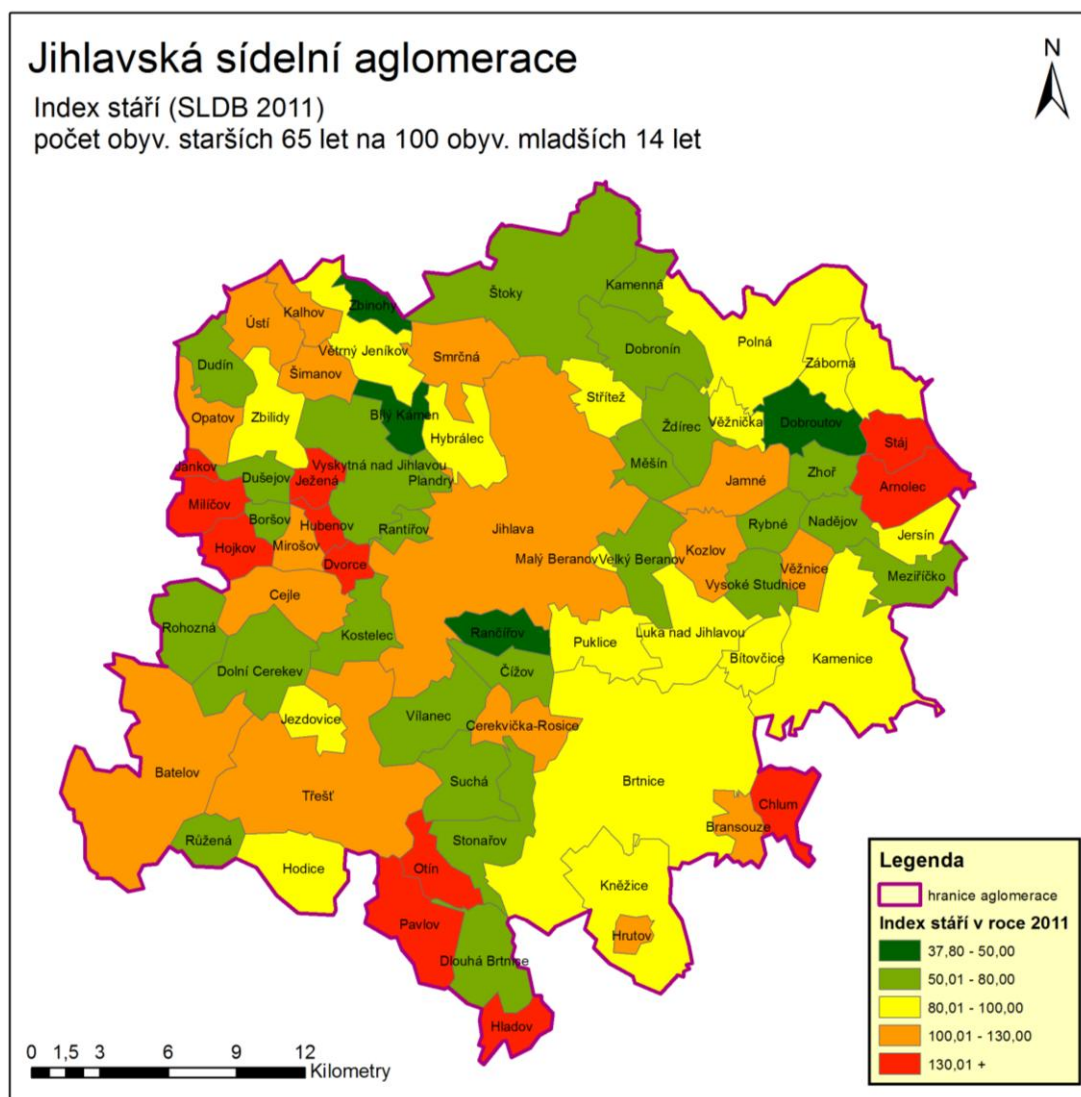 Jihlavská sídelní aglomerace
N
Index stáří (SLDB 2011)
počet obyv. starších 65 let na 100 obyv. mladších 14 let
Kamenná
Štoky
Zbinohy
Kalhov
Ústí
Polná
Větrný Jeníkov
Dobronín
Smrčná
Záborná
Dudín
Šimanov
Střítež
Opatov
Zbilidy
Bílý Kámen
Věžnička
Dobroutov
Hybrálec
Ždírec
Stáj
Jankov
Vyskytná nad Jihlavou
Měšín
Dušejov
Ježená
Plandry
Jamné
Zhoř
Arnolec
Milíčov
Boršov
Hubenov
Rantířov
Jihlava
Rybné
Nadějov
Jersín
Hojkov
Mirošov
Dvorce
Malý Beranov
Velký Beranov
Kozlov
Věžnice
Meziříčko
Vysoké Studnice
Cejle
Rohozná
Kostelec
Rančířov
Puklice
Luka nad Jihlavou
Bítovčice
Kamenice
Dolní Cerekev
Čížov
Jezdovice
Vílanec
Cerekvička-Rosice
Batelov
Třešť
Suchá
Brtnice
Chlum
Bransouze
Růžená
Stonařov
Hodice
Otín
Kněžice
Pavlov
Hrutov
Dlouhá Brtnice
Hladov
Legenda
hranice aglomerace
Index stáří v roce 2011
37,80 - 50,00
50,01 - 80,00
80,01 - 100,00
100,01 - 130,00
130,01 +
0 1,5 3 6 9 12
Kilometry